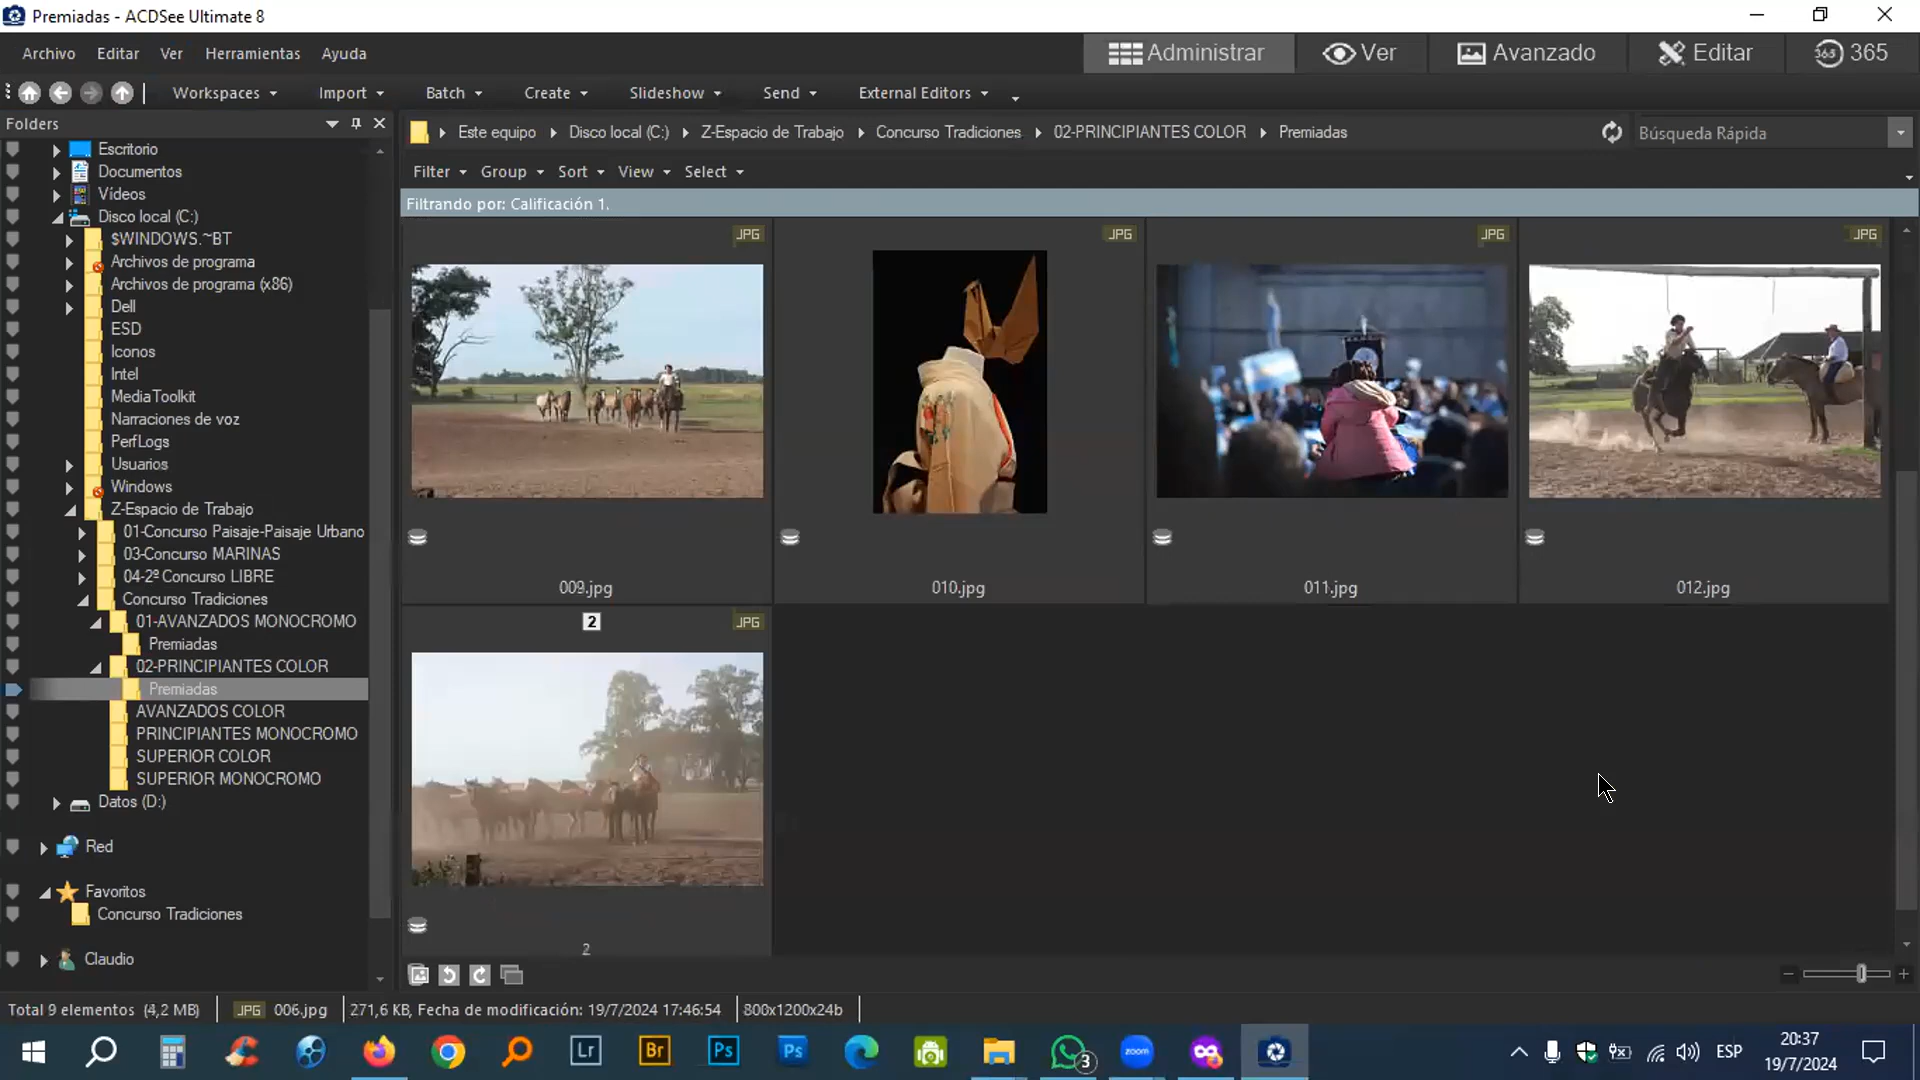 Premiadas - ACDSee Ultimate 8
Archivo Editar Ver Herramientas Ayuda
Administrar Ver Avanzado Editar 365 365
Workspaces Import Batch Create Slideshow Send External Editors
Folders
Este equipo Disco local (C:) Z-Espacio de Trabajo Concurso Tradiciones 02-PRINCIPIANTES COLOR Premiadas
Búsqueda Rápida
Filter Group Sort View Select
Filtrando por: Calificación 1.
Escritorio
Documentos
Vídeos
Disco local (C:)
$WINDOWS.~BT
Archivos de programa
Archivos de programa (x86)
Dell
ESD
Iconos
Intel
MediaToolkit
Narraciones de voz
PerfLogs
Usuarios
Windows
Z-Espacio de Trabajo
01-Concurso Paisaje-Paisaje Urbano
03-Concurso MARINAS
04-2º Concurso LIBRE
Concurso Tradiciones
01-AVANZADOS MONOCROMO
Premiadas
02-PRINCIPIANTES COLOR
Premiadas
AVANZADOS COLOR
PRINCIPIANTES MONOCROMO
SUPERIOR COLOR
SUPERIOR MONOCROMO
Datos (D:)
Red
Favoritos
Concurso Tradiciones
Claudio
JPG JPG JPG JPG
009.jpg 010.jpg 011.jpg 012.jpg
2 JPG
2
Total 9 elementos (4,2 MB) JPG 006.jpg 271,6 KB, Fecha de modificación: 19/7/2024 17:46:54 800x1200x24b
Lr Br Ps Ps zoom 3
ESP
20:37
19/7/2024